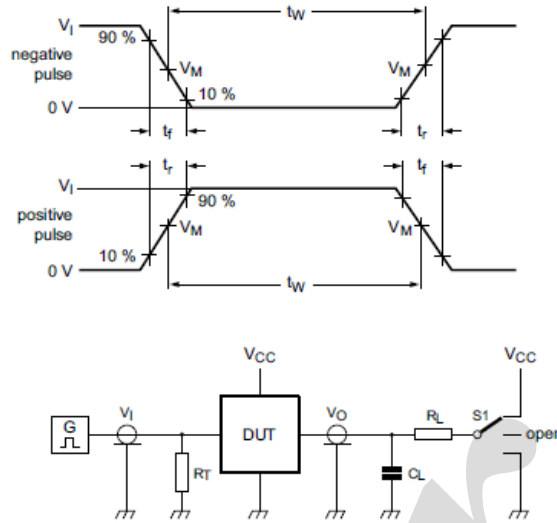 VI
tW
90 %
negative
pulse
VM
VM
10 %
0 V
tf
tr
tr
tf
VI
90 %
positive
pulse
VM
VM
10 %
0 V
tW
VCC
VCC
G
VI
DUT
VO
RL
S1
open
RT
CL